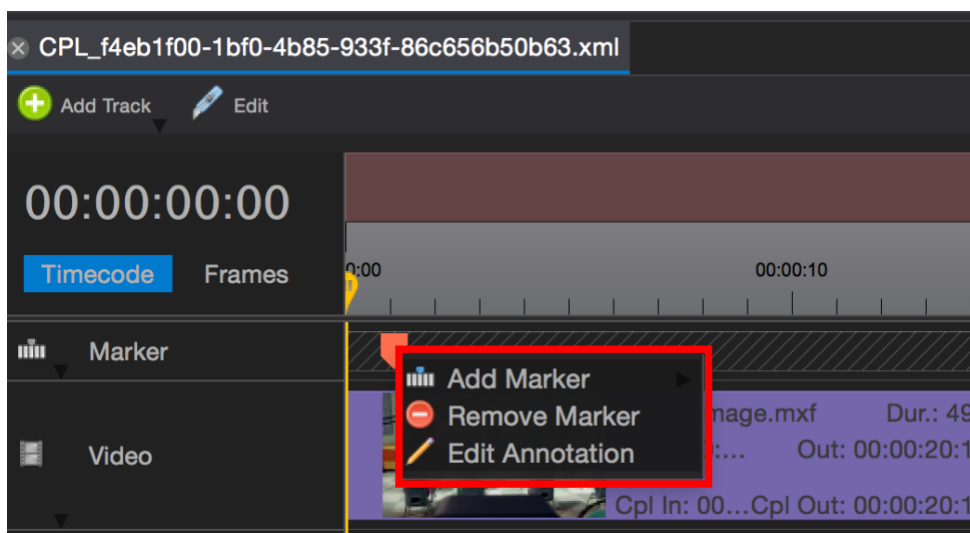 CPL_f4eb1f00-1bf0-4b85-933f-86c656b50b63.xml
Add Track Edit
00:00:00:00
Timecode Frames
0:00 00:00:10
Marker
Add Marker
Remove Marker
Edit Annotation
mage.mxf Dur.: 49
:... Out: 00:00:20:1
Video
Cpl In: 00...Cpl Out: 00:00:20:1